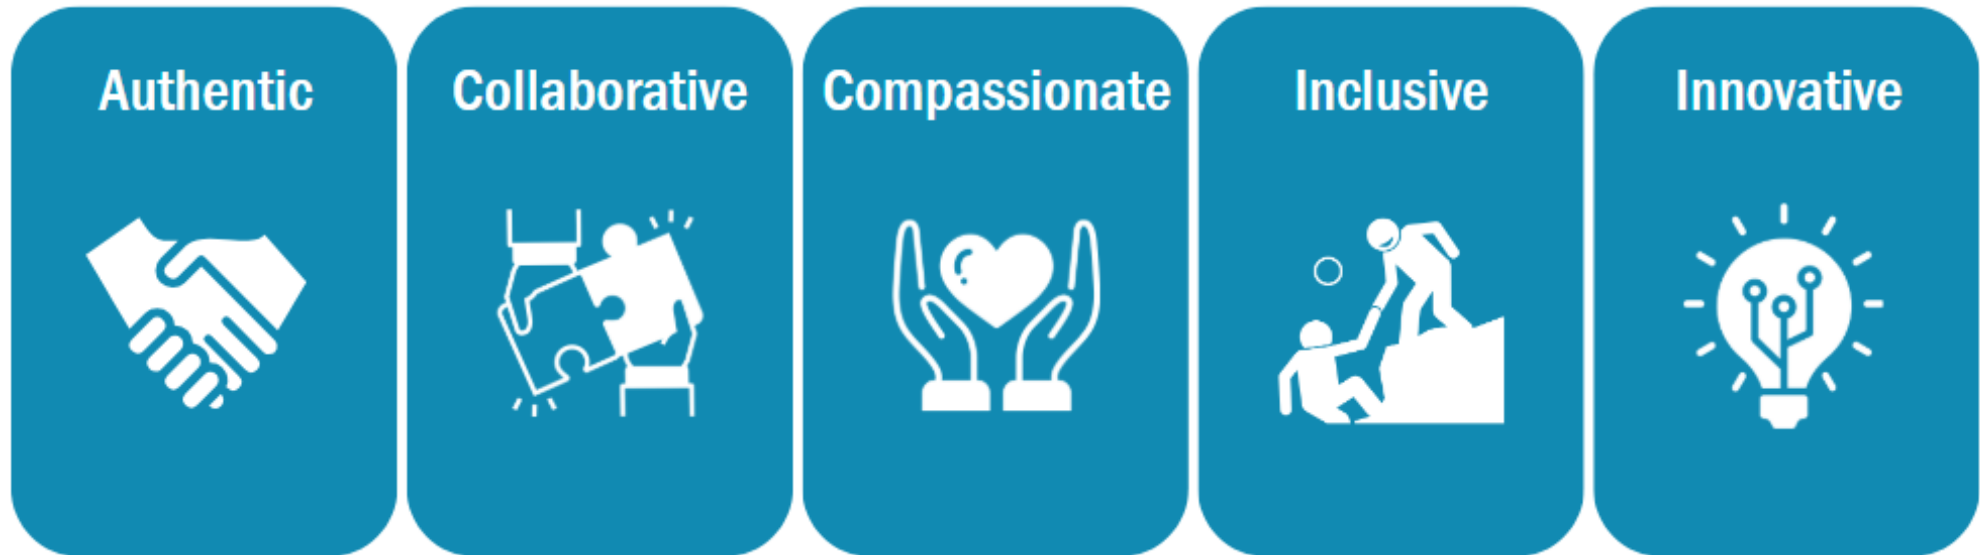 Authentic
Collaborative
Compassionate
Inclusive
Innovative